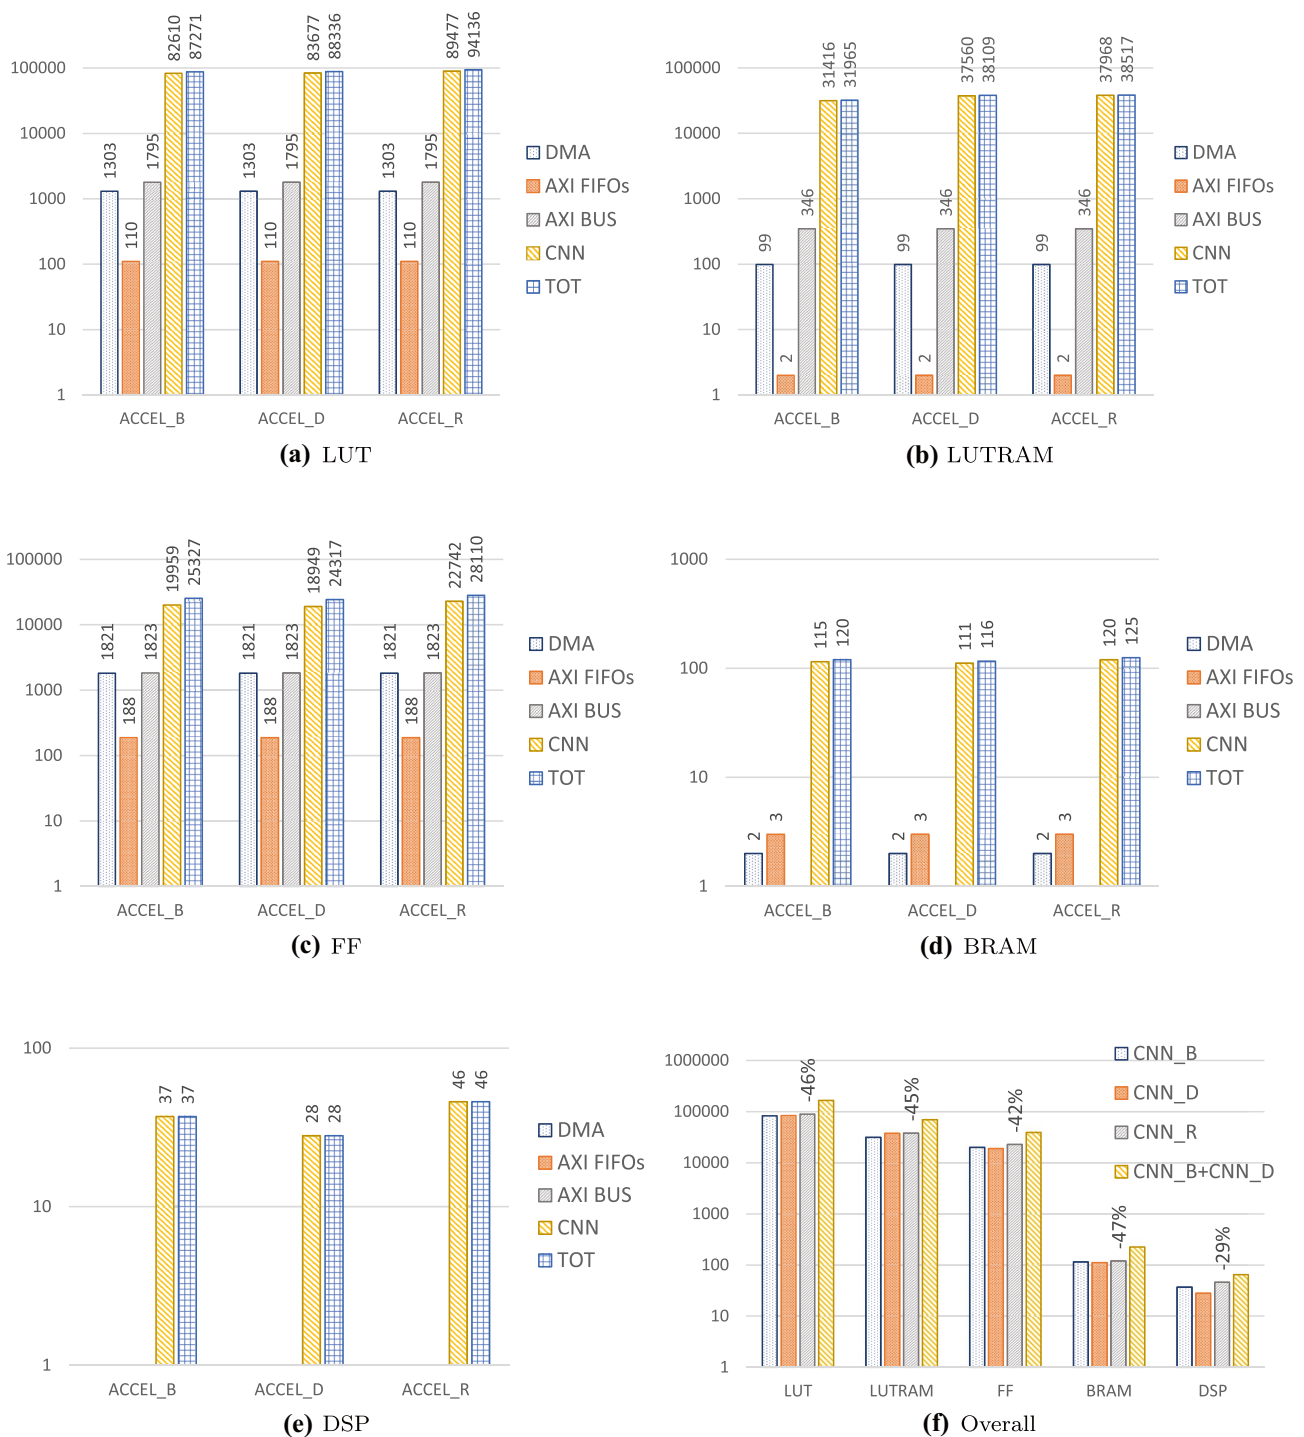 82610 87271 83677 88336 89477 94136
100000
10000
1000
100
10
1
1303 110 1795
1303 110 1795
1303 110 1795
ACCEL_B ACCEL_D ACCEL_R
DMA
AXI FIFOs
AXI BUS
CNN
TOT
(a) LUT
31416 31965 37560 38109 37968 38517
100000
10000
1000
100
10
1
99 2 346
99 2 346
99 2 346
ACCEL_B ACCEL_D ACCEL_R
DMA
AXI FIFOs
AXI BUS
CNN
TOT
(b) LUTRAM
100000
10000
1000
100
10
1
1821 188 1823 19959 25327
1821 188 1823 18949 24317
1821 188 1823 22742 28110
ACCEL_B ACCEL_D ACCEL_R
DMA
AXI FIFOs
AXI BUS
CNN
TOT
(c) FF
1000
100
10
1
2 3 115 120
2 3 111 116
2 3 120 125
ACCEL_B ACCEL_D ACCEL_R
DMA
AXI FIFOs
AXI BUS
CNN
TOT
(d) BRAM
100
10
1
37 37
28 28
46 46
ACCEL_B ACCEL_D ACCEL_R
DMA
AXI FIFOs
AXI BUS
CNN
TOT
(e) DSP
1000000
100000
10000
1000
100
10
1
-46% -45% -42% -47% -29%
LUT LUTRAM FF BRAM DSP
CNN_B
CNN_D
CNN_R
CNN_B+CNN_D
(f) Overall